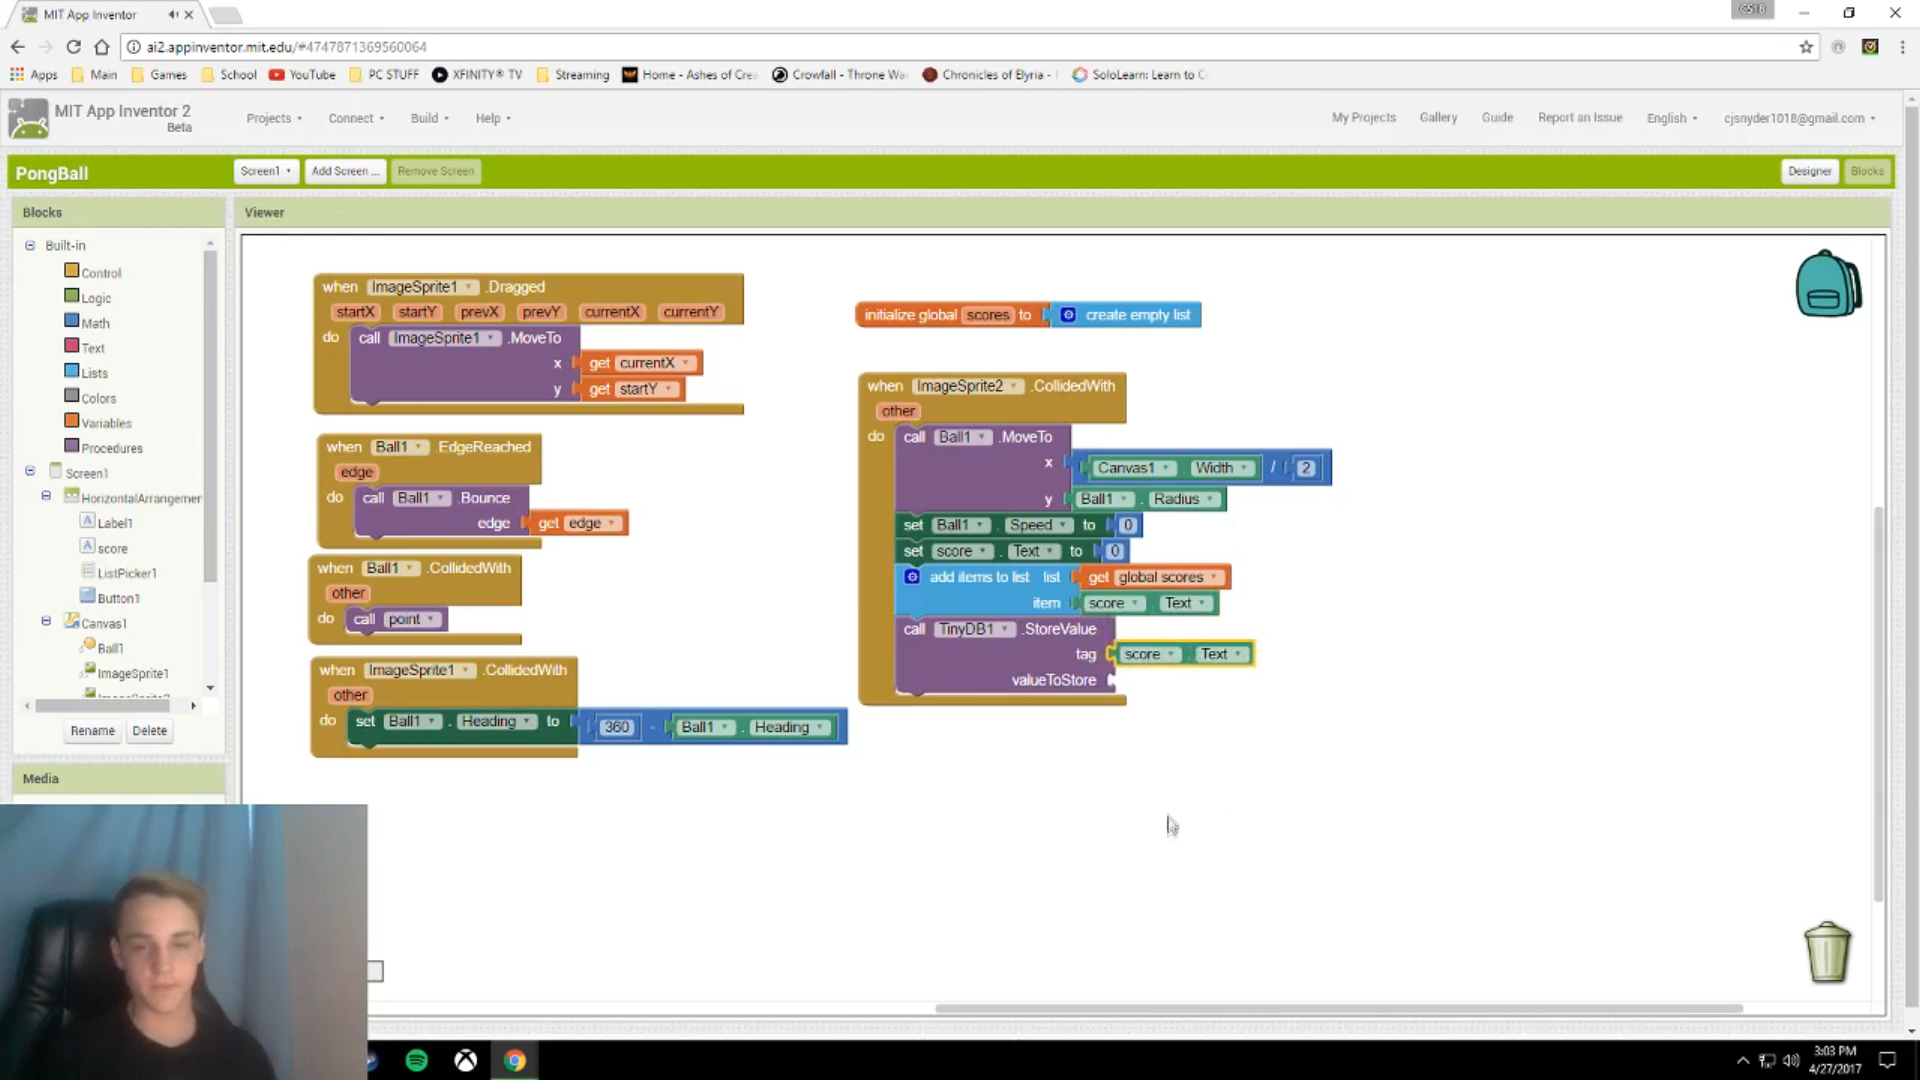 MIT App Inventor
CS18
ai2.appinventor.mit.edu/#4747871369560064
Apps Main Games School YouTube PC STUFF XFINITY® TV Streaming Home - Ashes of Cre Crowfall - Throne Wa Chronicles of Elyria - SoloLearn: Learn to C
MIT App Inventor 2
Beta
Projects Connect Build Help
My Projects Gallery Guide Report an Issue English cjsnyder1018@gmail.com
PongBall
Screen1 Add Screen ... Remove Screen
Designer Blocks
Blocks
Viewer
Built-in
Control
Logic
Math
Text
Lists
Colors
Variables
Procedures
Screen1
HorizontalArrangemen
Label1
score
ListPicker1
Button1
Canvas1
Ball1
ImageSprite1
Rename Delete
Media
when ImageSprite1 .Dragged
startX startY prevX prevY currentX currentY
do call ImageSprite1 .MoveTo
x get currentX
y get startY
when Ball1 .EdgeReached
edge
do call Ball1 .Bounce
edge get edge
when Ball1 .CollidedWith
other
do call point
when ImageSprite1 .CollidedWith
other
do set Ball1 . Heading to 360 - Ball1 . Heading
initialize global scores to create empty list
when ImageSprite2 .CollidedWith
other
do call Ball1 .MoveTo
x Canvas1 . Width / 2
y Ball1 . Radius
set Ball1 . Speed to 0
set score . Text to 0
add items to list list get global scores
item score . Text
call TinyDB1 .StoreValue
tag score . Text
valueToStore
3:03 PM
4/27/2017